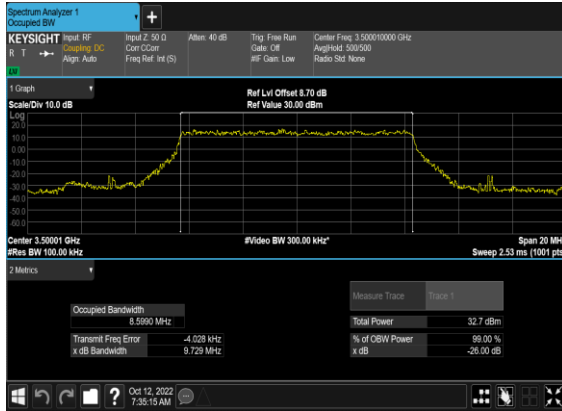 Spectrum Analyzer 1
Occupied BW
KEYSIGHT Input: RF Input Z: 50 Ω Atten: 40 dB Trig: Free Run Center Freq: 3.500010000 GHz
R T Coupling: DC Corr CCorr Gate: Off Avg|Hold: 500/500
Align: Auto Freq Ref: Int (S) #IF Gain: Low Radio Std: None
LU
1 Graph Ref Lvl Offset 8.70 dB
Scale/Div 10.0 dB Ref Value 30.00 dBm
Log
20.0
10.0
0.00
-10.0
-20.0
-30.0
-40.0
-50.0
-60.0
Center 3.50001 GHz #Video BW 300.00 kHz* Span 20 MH
#Res BW 100.00 kHz Sweep 2.53 ms (1001 pts
2 Metrics
Measure Trace Trace 1
Occupied Bandwidth
8.5990 MHz Total Power 32.7 dBm
Transmit Freq Error -4.028 kHz % of OBW Power 99.00 %
x dB Bandwidth 9.729 MHz x dB -26.00 dB
? Oct 12, 2022
7:35:15 AM